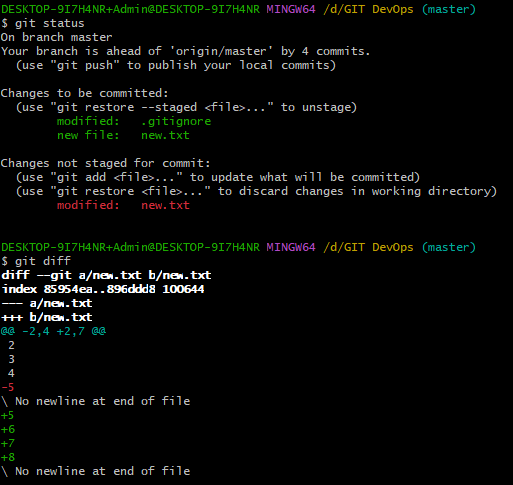 DESKTOP-9I7H4NR+Admin@DESKTOP-9I7H4NR MINGW64 /d/GIT DevOps (master)
$ git status
On branch master
Your branch is ahead of 'origin/master' by 4 commits.
  (use "git push" to publish your local commits)

Changes to be committed:
  (use "git restore --staged <file>..." to unstage)
        modified:   .gitignore
        new file:   new.txt

Changes not staged for commit:
  (use "git add <file>..." to update what will be committed)
  (use "git restore <file>..." to discard changes in working directory)
        modified:   new.txt


DESKTOP-9I7H4NR+Admin@DESKTOP-9I7H4NR MINGW64 /d/GIT DevOps (master)
$ git diff
diff --git a/new.txt b/new.txt
index 85954ea..896ddd8 100644
--- a/new.txt
+++ b/new.txt
@@ -2,4 +2,7 @@
 2
 3
 4
-5
\ No newline at end of file
+5
+6
+7
+8
\ No newline at end of file